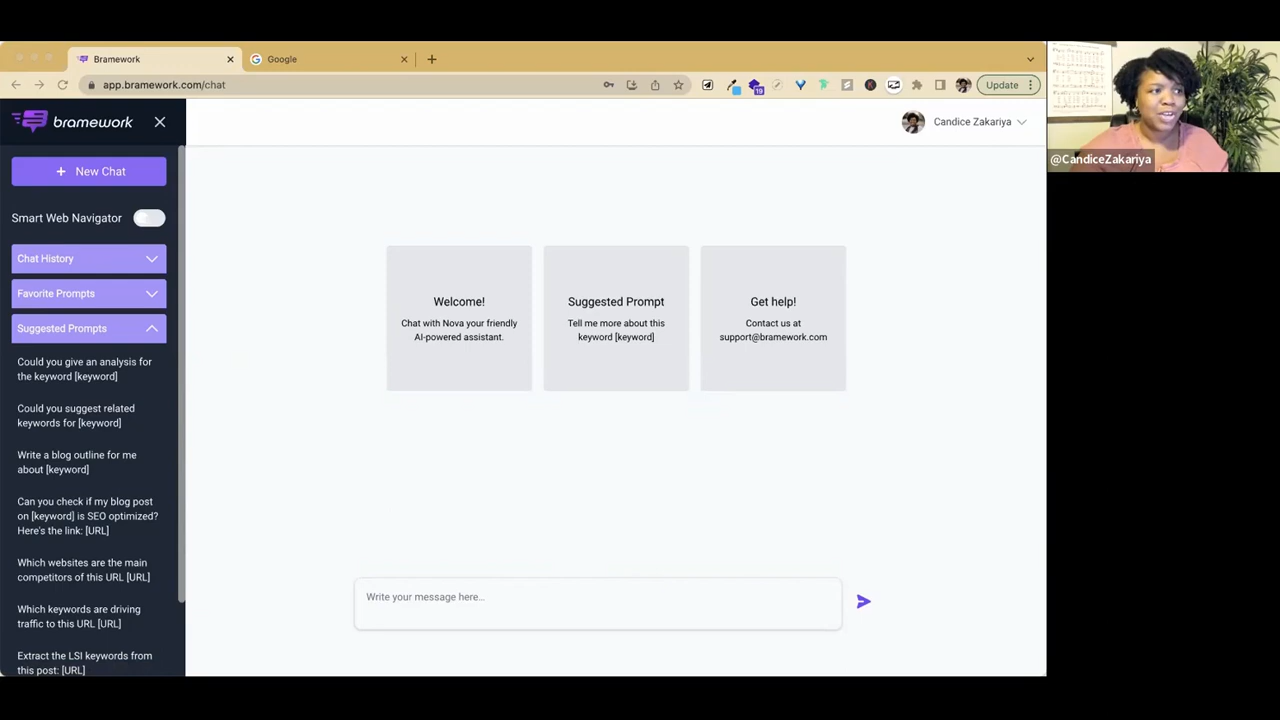 Bramework
Google
app.bramework.com/chat
19
Update
bramework
Candice Zakariya
@CandiceZakariya
+ New Chat
Smart Web Navigator
Chat History
Favorite Prompts
Suggested Prompts
Could you give an analysis for
the keyword [keyword]
Could you suggest related
keywords for [keyword]
Write a blog outline for me
about [keyword]
Can you check if my blog post
on [keyword] is SEO optimized?
Here's the link: [URL]
Which websites are the main
competitors of this URL [URL]
Which keywords are driving
traffic to this URL [URL]
Extract the LSI keywords from
this post: [URL]
Welcome!
Chat with Nova your friendly
AI-powered assistant.
Suggested Prompt
Tell me more about this
keyword [keyword]
Get help!
Contact us at
support@bramework.com
Write your message here...